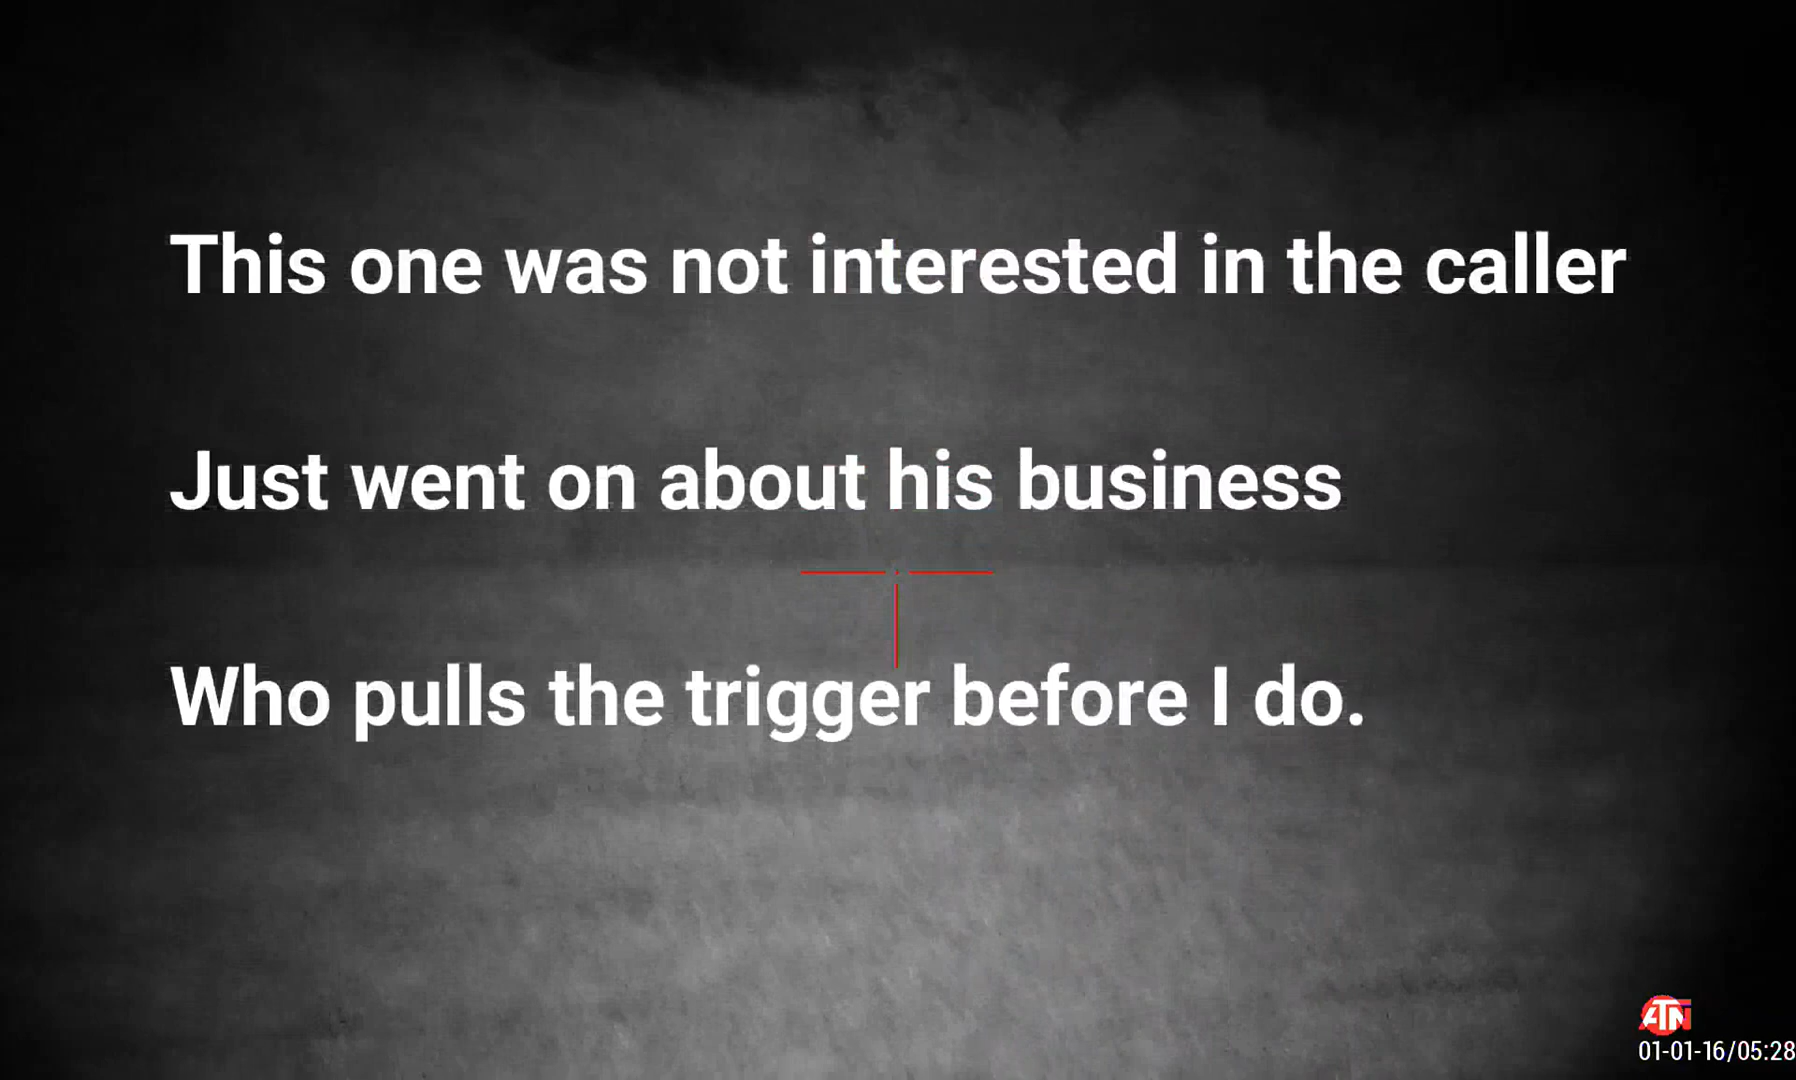 This one was not interested in the caller
Just went on about his business
Who pulls the trigger before I do.
ATN
01-01-16/05:28